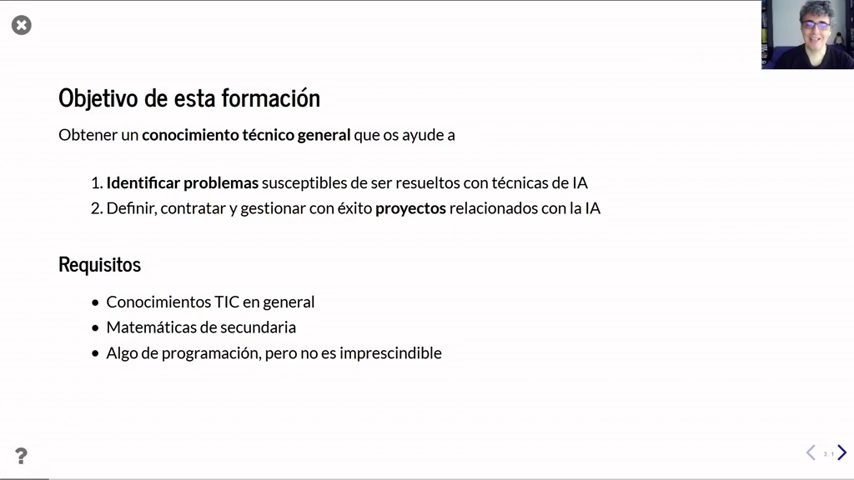 Objetivo de esta formación
Obtener un conocimiento técnico general que os ayude a
1. Identificar problemas susceptibles de ser resueltos con técnicas de IA
2. Definir, contratar y gestionar con éxito proyectos relacionados con la IA
Requisitos
• Conocimientos TIC en general
• Matemáticas de secundaria
• Algo de programación, pero no es imprescindible
?